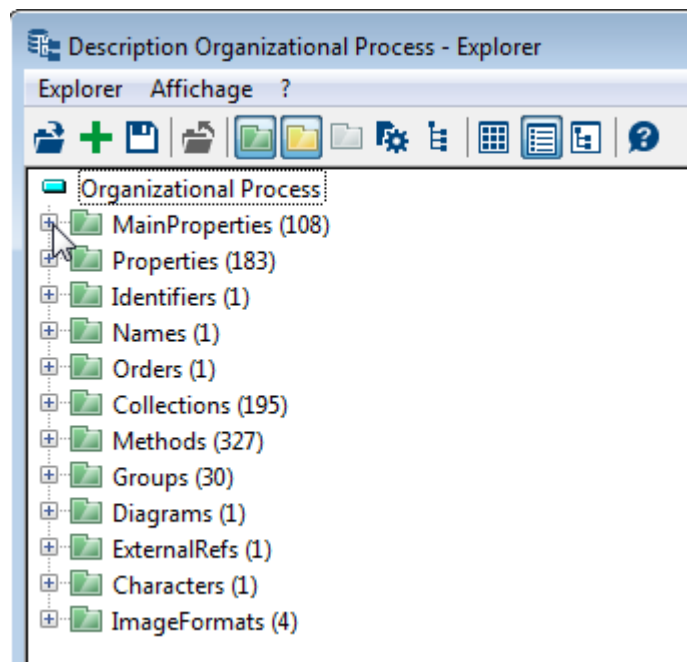 Description Organizational Process - Explorer
Explorer Affichage ?
Organizational Process
MainProperties (108)
Properties (183)
Identifiers (1)
Names (1)
Orders (1)
Collections (195)
Methods (327)
Groups (30)
Diagrams (1)
ExternalRefs (1)
Characters (1)
ImageFormats (4)